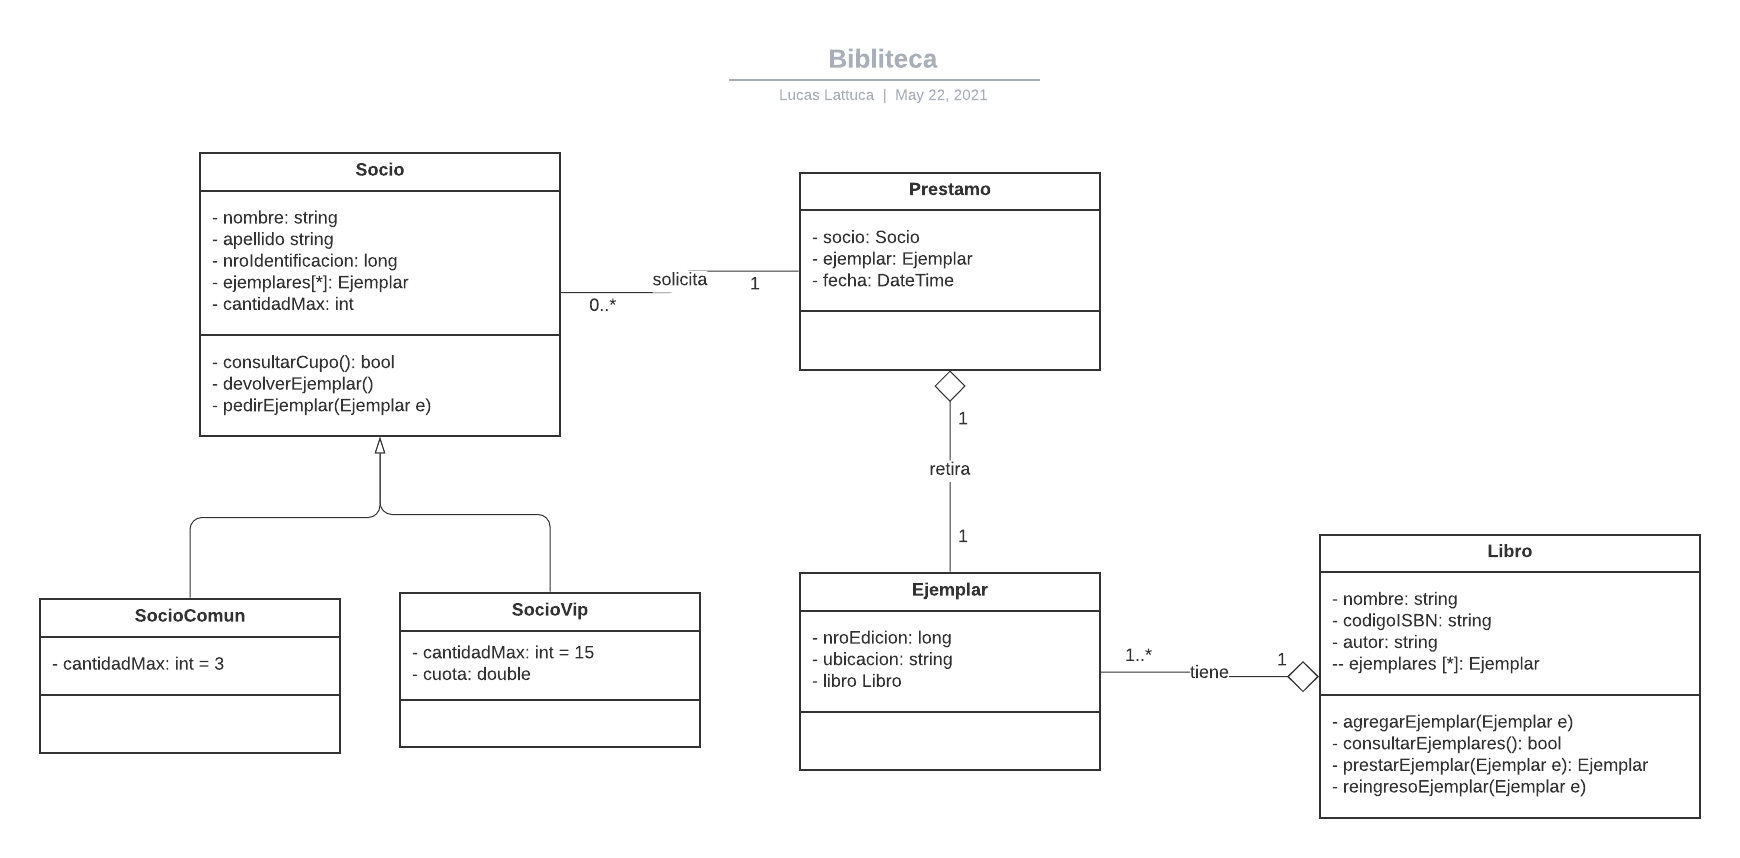 Bibliteca
Lucas Lattuca | May 22, 2021
Socio
- nombre: string
- apellido string
- nroIdentificacion: long
- ejemplares[*]: Ejemplar
- cantidadMax: int
- consultarCupo(): bool
- devolverEjemplar()
- pedirEjemplar(Ejemplar e)
solicita
0..*
1
Prestamo
- socio: Socio
- ejemplar: Ejemplar
- fecha: DateTime
1
retira
1
SocioComun
- cantidadMax: int = 3
SocioVip
- cantidadMax: int = 15
- cuota: double
Ejemplar
- nroEdicion: long
- ubicacion: string
- libro Libro
1..*
tiene
1
Libro
- nombre: string
- codigoISBN: string
- autor: string
-- ejemplares [*]: Ejemplar
- agregarEjemplar(Ejemplar e)
- consultarEjemplares(): bool
- prestarEjemplar(Ejemplar e): Ejemplar
- reingresoEjemplar(Ejemplar e)